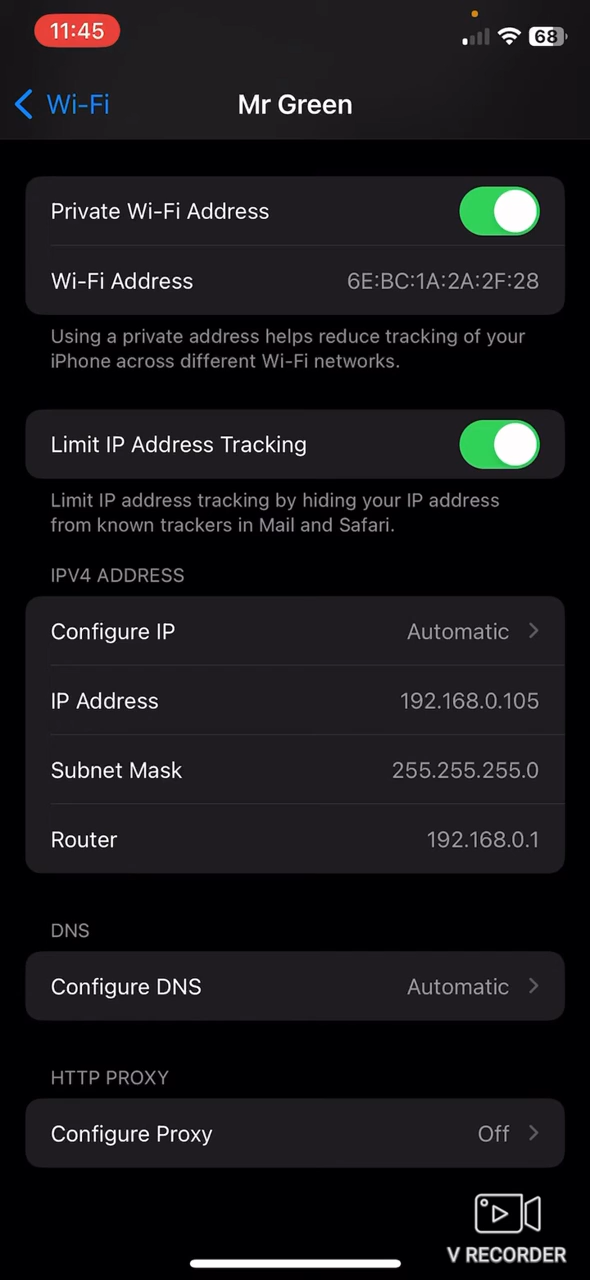 11:45
68
Wi-Fi
Mr Green
Private Wi-Fi Address
Wi-Fi Address 6E:BC:1A:2A:2F:28
Using a private address helps reduce tracking of your
iPhone across different Wi-Fi networks.
Limit IP Address Tracking
Limit IP address tracking by hiding your IP address
from known trackers in Mail and Safari.
IPV4 ADDRESS
Configure IP Automatic
IP Address 192.168.0.105
Subnet Mask 255.255.255.0
Router 192.168.0.1
DNS
Configure DNS Automatic
HTTP PROXY
Configure Proxy Off
V RECORDER